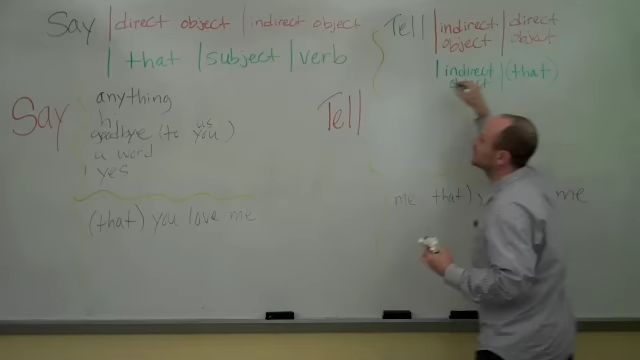 Say | direct object | indirect object
| that | subject | verb
Say
anything
h
goodbye (to us you)
a word
yes
(that) you love me
Tell | indirect object | direct object
| indirect object | (that)
Tell
me that) me